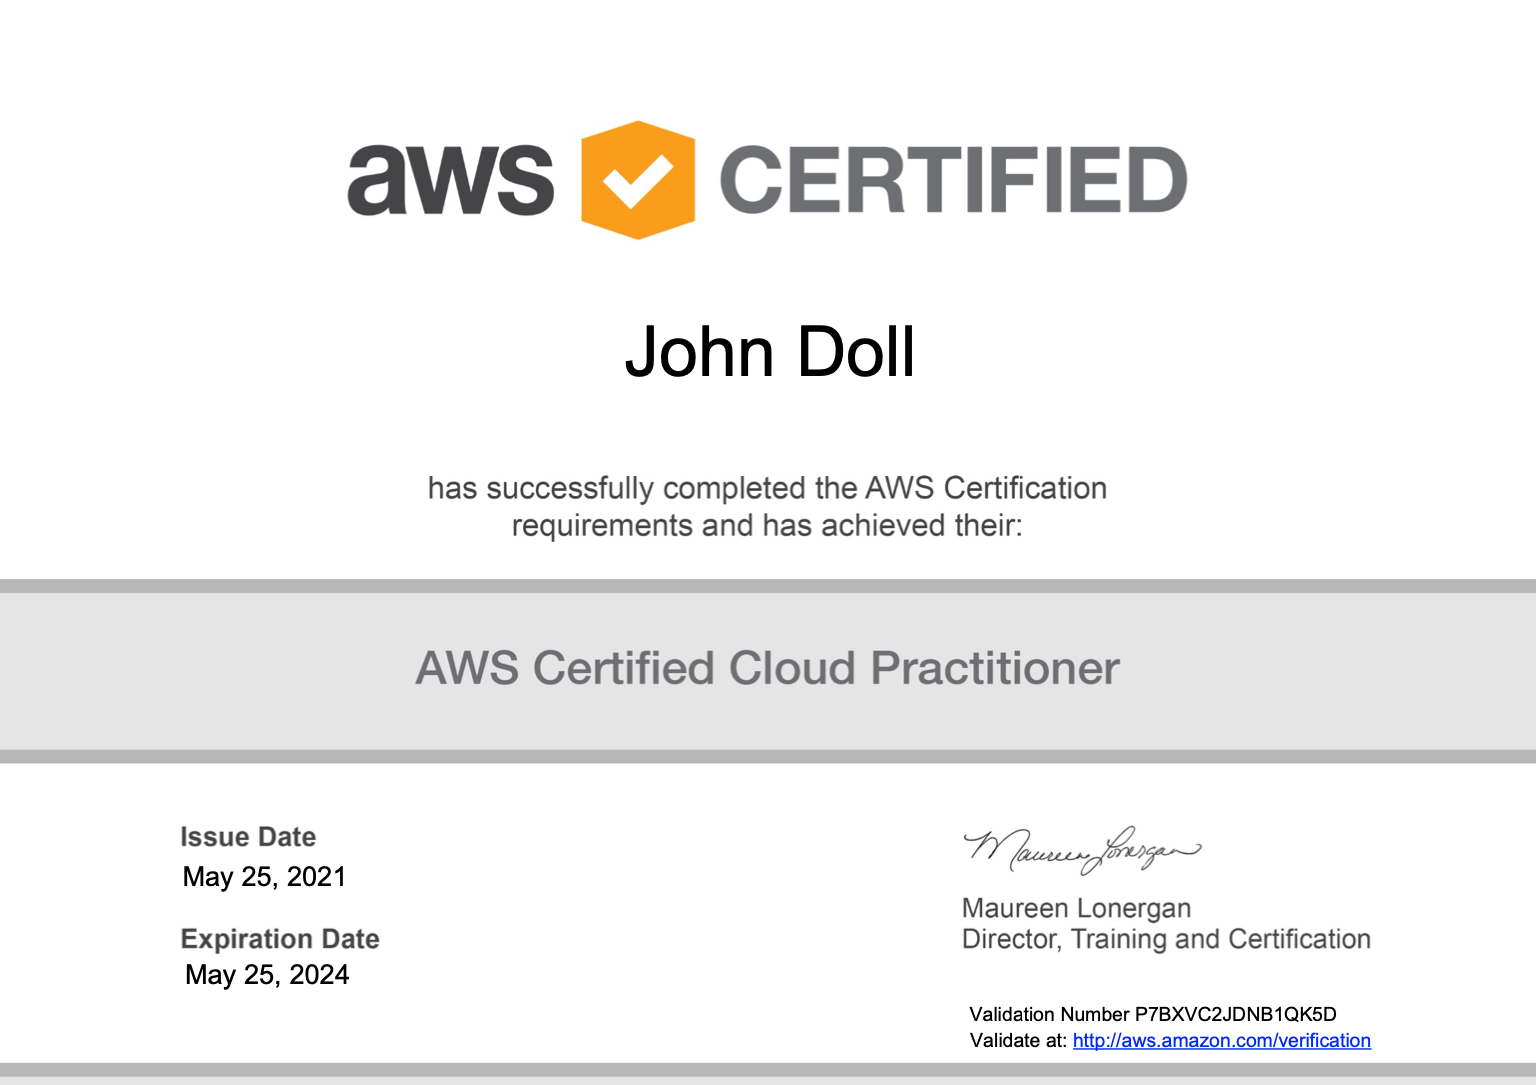 aws CERTIFIED
John Doll
has successfully completed the AWS Certification
requirements and has achieved their:
AWS Certified Cloud Practitioner
Issue Date
May 25, 2021
Expiration Date
May 25, 2024
Maureen Lonergan
Maureen Lonergan
Director, Training and Certification
Validation Number P7BXVC2JDNB1QK5D
Validate at: http://aws.amazon.com/verification